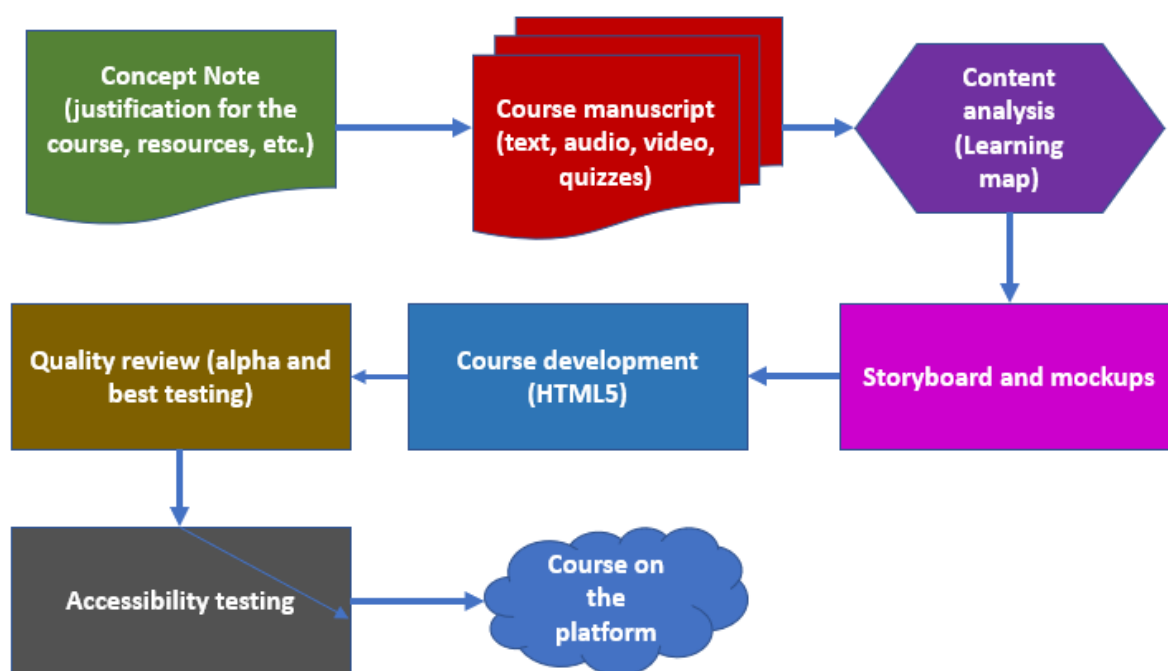 Concept Note
(justification for the
course, resources, etc.)
Course manuscript
(text, audio, video,
quizzes)
Content
analysis
(Learning
map)
Storyboard and mockups
Course development
(HTML5)
Quality review (alpha and
best testing)
Accessibility testing
Course on
the
platform